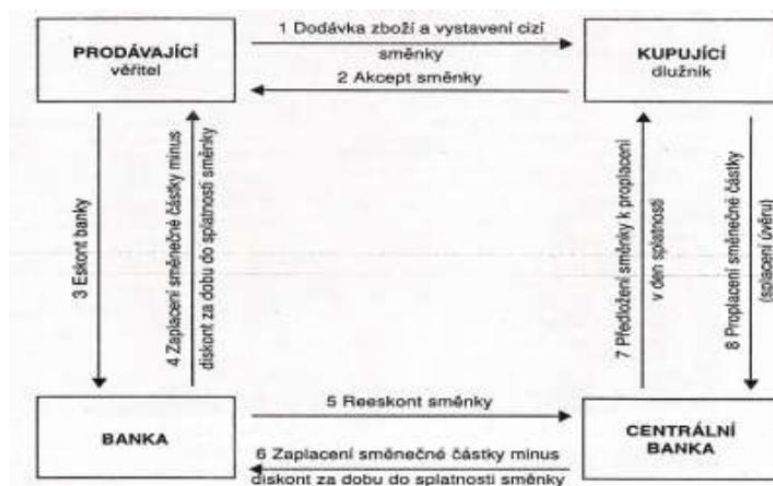 PRODÁVAJÍCÍ
věřitel
1 Dodávka zboží a vystavení cizí
směnky
2 Akcept směnky
KUPUJÍCÍ
dlužník
3 Eskont banky
4 Zaplacení směnečné částky minus
diskont za dobu do splatnosti směnky
7 Předložení směnky k proplacení
v den splatnosti
8 Proplacení směnečné částky
(splacení úvěru)
BANKA
5 Reeskont směnky
6 Zaplacení směnečné částky minus
diskont za dobu do splatnosti směnky
CENTRÁLNÍ
BANKA